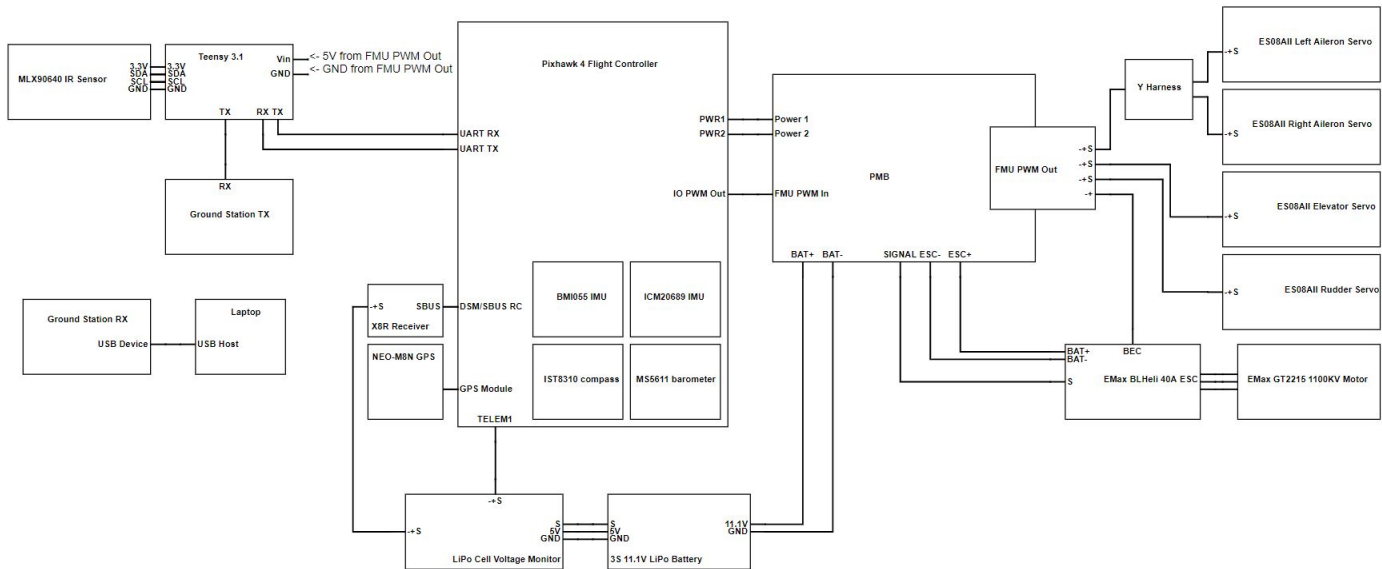 3.3V
SDA
SCL
GND
MLX90640 IR Sensor
Teensy 3.1
3.3V
SDA
SCL
GND
Vin
GND
TX
RX TX
<- 5V from FMU PWM Out
<- GND from FMU PWM Out
RX
Ground Station TX
Ground Station RX
USB Device
Laptop
USB Host
Pixhawk 4 Flight Controller
UART RX
UART TX
PWR1
PWR2
IO PWM Out
DSM/SBUS RC
GPS Module
TELEM1
BMI055 IMU
ICM20689 IMU
IST8310 compass
MS5611 barometer
-+S
SBUS
X8R Receiver
NEO-M8N GPS
-+S
-+S
S
5V
GND
LiPo Cell Voltage Monitor
S
5V
GND
11.1V
GND
3S 11.1V LiPo Battery
Power 1
Power 2
PMB
FMU PWM In
BAT+ BAT-
SIGNAL ESC- ESC+
FMU PWM Out
-+S
-+S
-+S
-+
Y Harness
ES08AII Left Aileron Servo
-+S
ES08AII Right Aileron Servo
-+S
ES08AII Elevator Servo
-+S
ES08AII Rudder Servo
-+S
BAT+
BAT-
S
BEC
EMax BLHeli 40A ESC
EMax GT2215 1100KV Motor